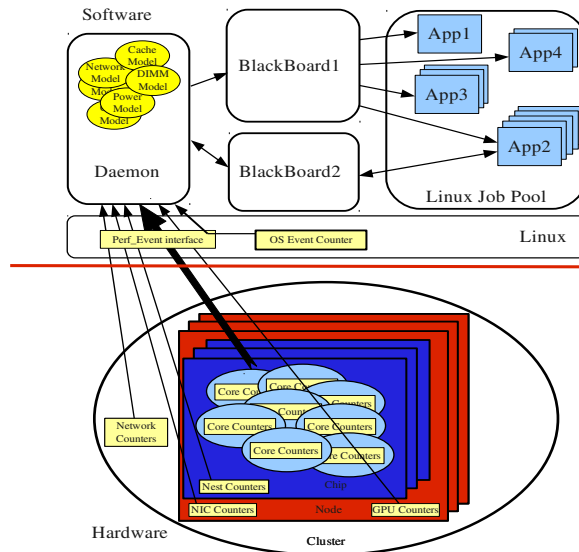 Software
Cache
Model
Network
Model
DIMM
Model
Power
Model
Model
Daemon
BlackBoard1
BlackBoard2
App1
App4
App3
App2
Linux Job Pool
Linux
Perf_Event interface
OS Event Counter
Core
Counters
Core Counters
Core Counters
Core Counters
Core Counters
Network
Counters
Nest Counters
Chip
NIC Counters
Node
GPU Counters
Hardware
Cluster